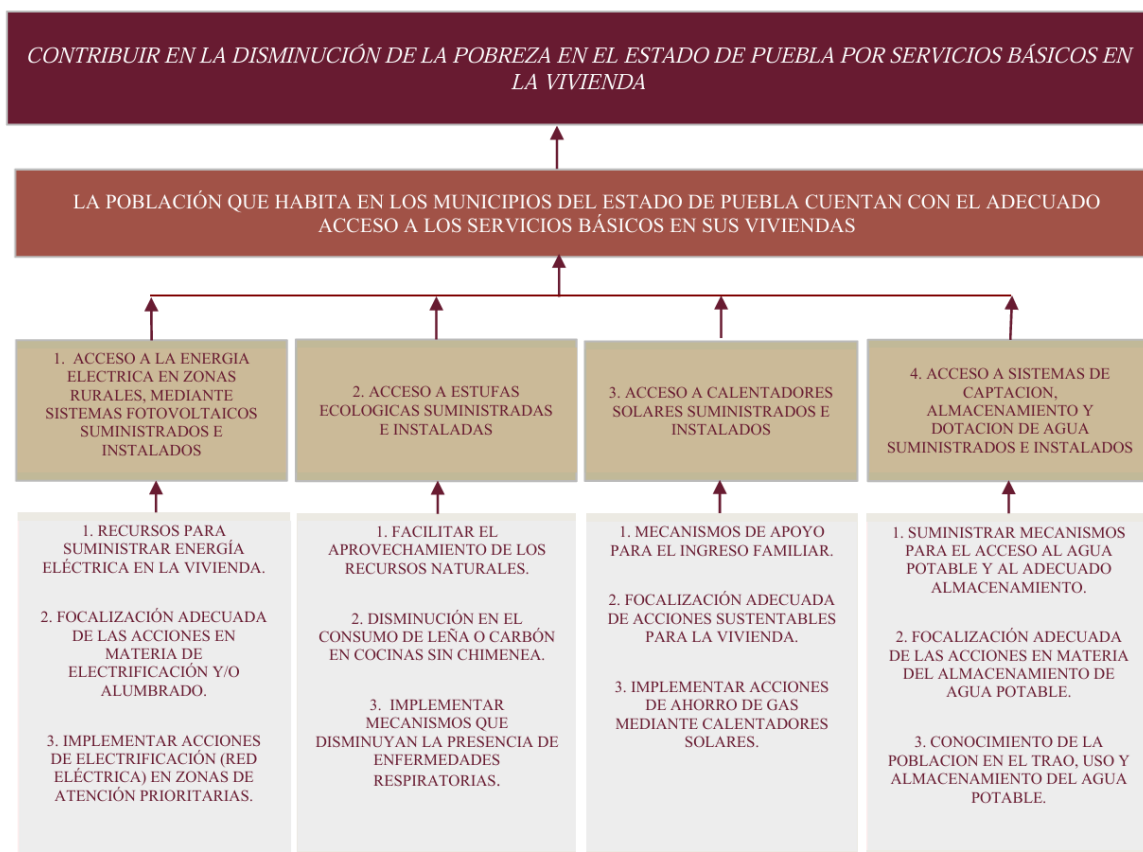 CONTRIBUIR EN LA DISMINUCIÓN DE LA POBREZA EN EL ESTADO DE PUEBLA POR SERVICIOS BÁSICOS EN
LA VIVIENDA
LA POBLACIÓN QUE HABITA EN LOS MUNICIPIOS DEL ESTADO DE PUEBLA CUENTAN CON EL ADECUADO
ACCESO A LOS SERVICIOS BÁSICOS EN SUS VIVIENDAS
1. ACCESO A LA ENERGIA
ELECTRICA EN ZONAS
RURALES, MEDIANTE
SISTEMAS FOTOVOLTAICOS
SUMINISTRADOS E
INSTALADOS
2. ACCESO A ESTUFAS
ECOLOGICAS SUMINISTRADAS
E INSTALADAS
3. ACCESO A CALENTADORES
SOLARES SUMINISTRADOS E
INSTALADOS
4. ACCESO A SISTEMAS DE
CAPTACION,
ALMACENAMIENTO Y
DOTACION DE AGUA
SUMINISTRADOS E INSTALADOS
1. RECURSOS PARA
SUMINISTRAR ENERGÍA
ELÉCTRICA EN LA VIVIENDA.
2. FOCALIZACIÓN ADECUADA
DE LAS ACCIONES EN
MATERIA DE
ELECTRIFICACIÓN Y/O
ALUMBRADO.
3. IMPLEMENTAR ACCIONES
DE ELECTRIFICACIÓN (RED
ELÉCTRICA) EN ZONAS DE
ATENCIÓN PRIORITARIAS.
1. FACILITAR EL
APROVECHAMIENTO DE LOS
RECURSOS NATURALES.
2. DISMINUCIÓN EN EL
CONSUMO DE LEÑA O CARBÓN
EN COCINAS SIN CHIMENEA.
3. IMPLEMENTAR
MECANISMOS QUE
DISMINUYAN LA PRESENCIA DE
ENFERMEDADES
RESPIRATORIAS.
1. MECANISMOS DE APOYO
PARA EL INGRESO FAMILIAR.
2. FOCALIZACIÓN ADECUADA
DE ACCIONES SUSTENTABLES
PARA LA VIVIENDA.
3. IMPLEMENTAR ACCIONES
DE AHORRO DE GAS
MEDIANTE CALENTADORES
SOLARES.
1. SUMINISTRAR MECANISMOS
PARA EL ACCESO AL AGUA
POTABLE Y AL ADECUADO
ALMACENAMIENTO.
2. FOCALIZACIÓN ADECUADA
DE LAS ACCIONES EN MATERIA
DEL ALMACENAMIENTO DE
AGUA POTABLE.
3. CONOCIMIENTO DE LA
POBLACION EN EL TRAO, USO Y
ALMACENAMIENTO DEL AGUA
POTABLE.